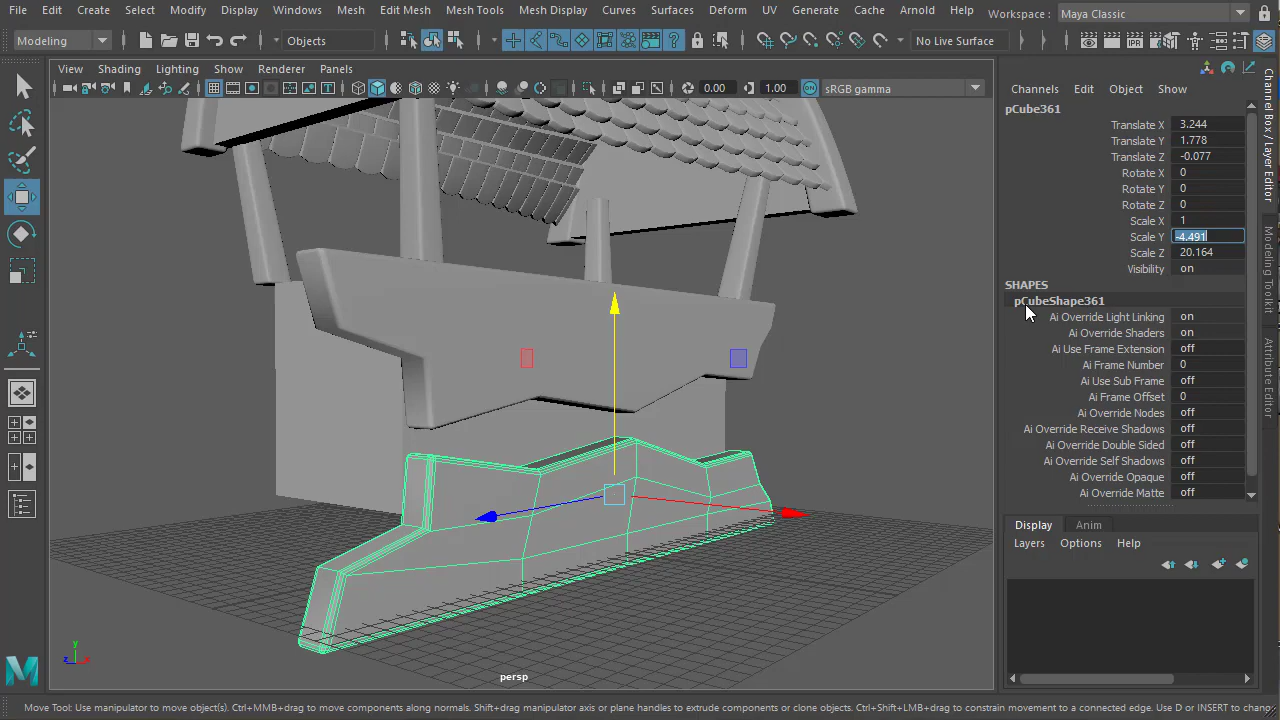 File Edit Create Select Modify Display Windows Mesh Edit Mesh Mesh Tools Mesh Display Curves Surfaces Deform UV Generate Cache Arnold Help Workspace : Maya Classic
Modeling Objects No Live Surface
View Shading Lighting Show Renderer Panels
0.00 1.00 sRGB gamma
Channels Edit Object Show
pCube361
Translate X 3.244
Translate Y 1.778
Translate Z -0.077
Rotate X 0
Rotate Y 0
Rotate Z 0
Scale X 1
Scale Y -4.491
Scale Z 20.164
Visibility on
SHAPES
pCubeShape361
Ai Override Light Linking on
Ai Override Shaders on
Ai Use Frame Extension off
Ai Frame Number 0
Ai Use Sub Frame off
Ai Frame Offset 0
Ai Override Nodes off
Ai Override Receive Shadows off
Ai Override Double Sided off
Ai Override Self Shadows off
Ai Override Opaque off
Ai Override Matte off
Display Anim
Layers Options Help
Channel Box / Layer Editor
Modeling Toolkit
Attribute Editor
IPR
y
z x
persp
Move Tool: Use manipulator to move object(s). Ctrl+MMB+drag to move components along normals. Shift+drag manipulator axis or plane handles to extrude components or clone objects. Ctrl+Shift+LMB+drag to constrain movement to a connected edge. Use D or INSERT to chang